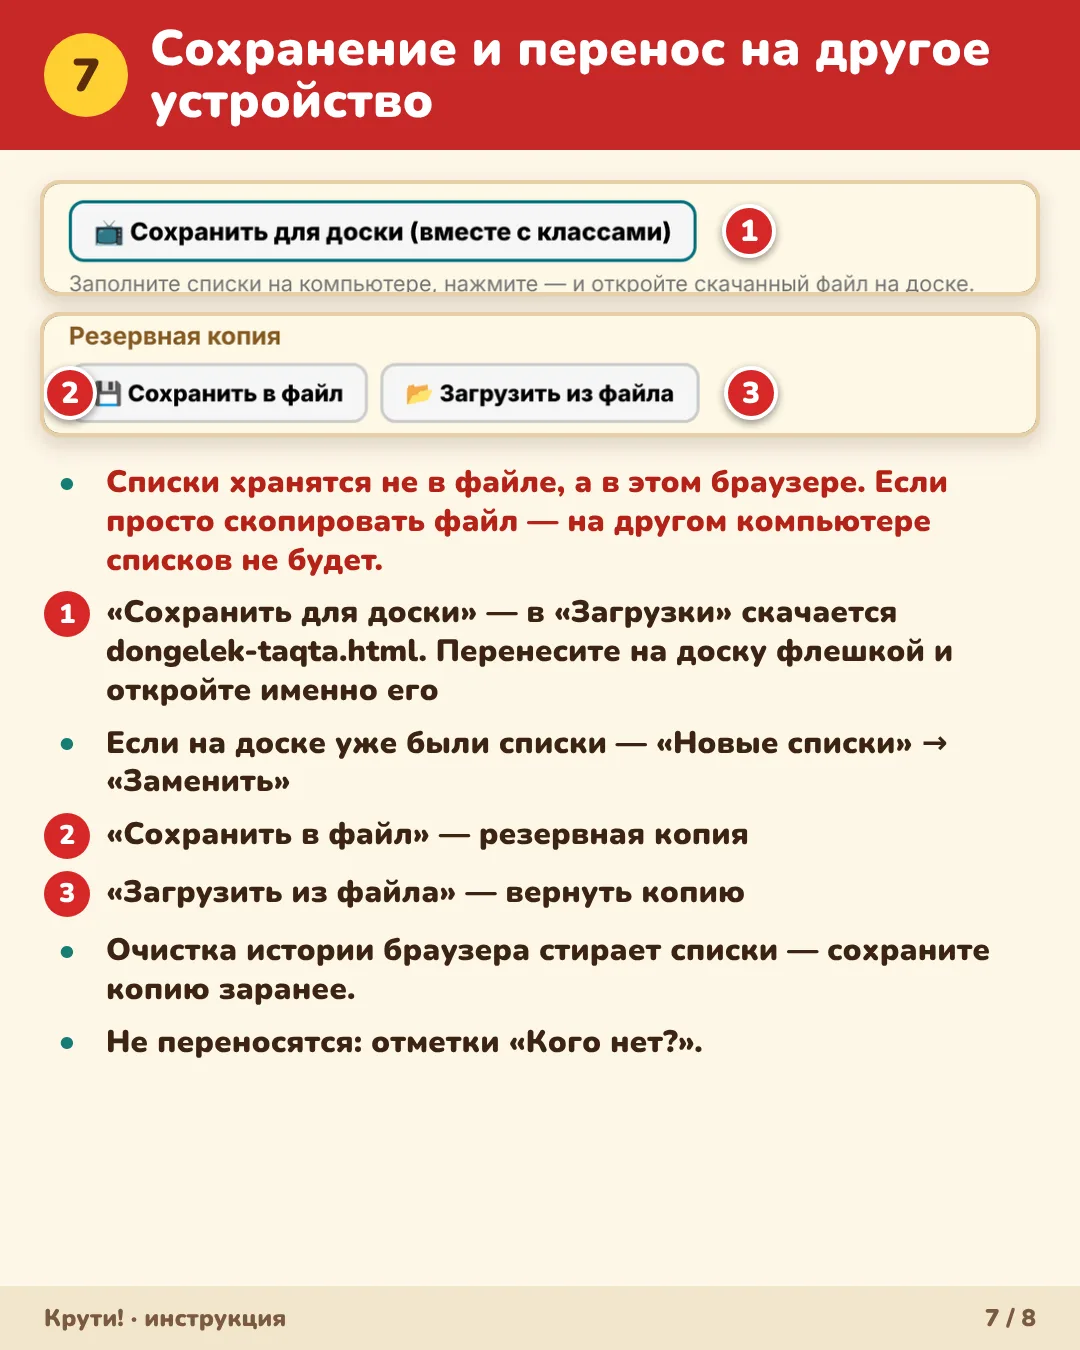 7
Сохранение и перенос на другое
устройство
📺 Сохранить для доски (вместе с классами)
1
Заполните списки на компьютере, нажмите — и откройте скачанный файл на доске.
Резервная копия
2
💾 Сохранить в файл
📂 Загрузить из файла
3
• Списки хранятся не в файле, а в этом браузере. Если
просто скопировать файл — на другом компьютере
списков не будет.
1 «Сохранить для доски» — в «Загрузки» скачается
dongelek-taqta.html. Перенесите на доску флешкой и
откройте именно его
• Если на доске уже были списки — «Новые списки» →
«Заменить»
2 «Сохранить в файл» — резервная копия
3 «Загрузить из файла» — вернуть копию
• Очистка истории браузера стирает списки — сохраните
копию заранее.
• Не переносятся: отметки «Кого нет?».
Крути! · инструкция
7 / 8